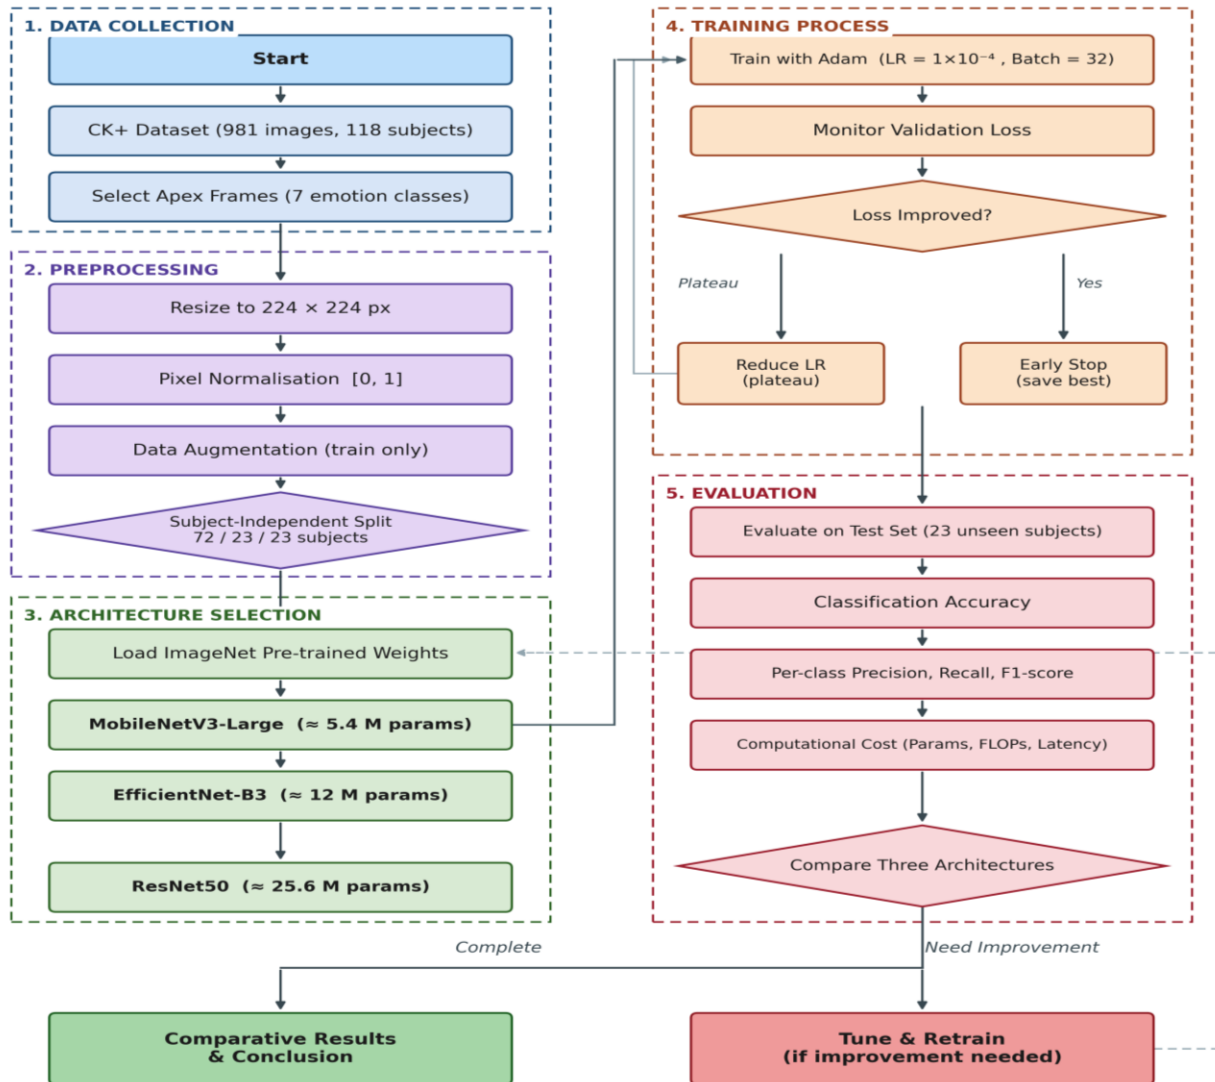 1. DATA COLLECTION
Start
CK+ Dataset (981 images, 118 subjects)
Select Apex Frames (7 emotion classes)
2. PREPROCESSING
Resize to 224 × 224 px
Pixel Normalisation [0, 1]
Data Augmentation (train only)
Subject-Independent Split
72 / 23 / 23 subjects
3. ARCHITECTURE SELECTION
Load ImageNet Pre-trained Weights
MobileNetV3-Large (≈ 5.4 M params)
EfficientNet-B3 (≈ 12 M params)
ResNet50 (≈ 25.6 M params)
4. TRAINING PROCESS
Train with Adam (LR = 1×10⁻⁴ , Batch = 32)
Monitor Validation Loss
Loss Improved?
Plateau
Yes
Reduce LR
(plateau)
Early Stop
(save best)
5. EVALUATION
Evaluate on Test Set (23 unseen subjects)
Classification Accuracy
Per-class Precision, Recall, F1-score
Computational Cost (Params, FLOPs, Latency)
Compare Three Architectures
Complete
Need Improvement
Comparative Results
& Conclusion
Tune & Retrain
(if improvement needed)